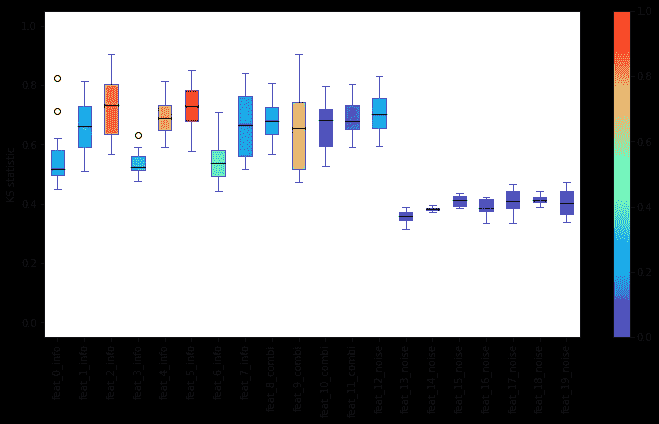 1.0
0.8
0.6
0.4
0.2
0.0
KS statistic
feat_0_info
feat_1_info
feat_2_info
feat_3_info
feat_4_info
feat_5_info
feat_6_info
feat_7_info
feat_8_combi
feat_9_combi
feat_10_combi
feat_11_combi
feat_12_noise
feat_13_noise
feat_14_noise
feat_15_noise
feat_16_noise
feat_17_noise
feat_18_noise
feat_19_noise
1.0
0.8
0.6
0.4
0.2
0.0